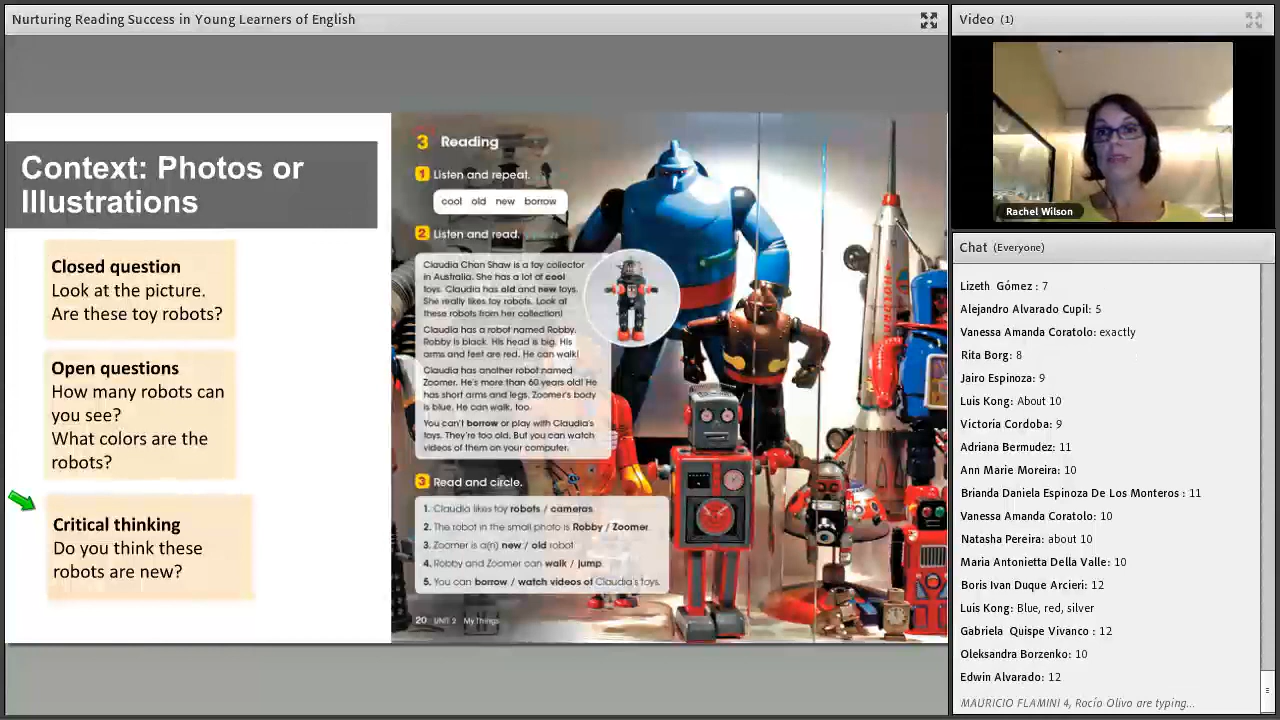 Nurturing Reading Success in Young Learners of English
Context: Photos or
Illustrations
Closed question
Look at the picture.
Are these toy robots?
Open questions
How many robots can
you see?
What colors are the
robots?
Critical thinking
Do you think these
robots are new?
3 Reading
1 Listen and repeat.
cool old new borrow
2 Listen and read.
Claudia Chan Shaw is a toy collector
in Australia. She has a lot of cool
toys. Claudia has old and new toys.
She really likes toy robots. Look at
these robots from her collection!
Claudia has a robot named Robby.
Robby is black. His head is big. His
arms and feet are red. He can walk!
Claudia has another robot named
Zoomer. He's more than 60 years old! He
has short arms and legs. Zoomer's body
is blue. He can walk, too.
You can't borrow or play with Claudia's
toys. They're too old. But you can watch
videos of them on your computer.
3 Read and circle.
1. Claudia likes toy robots / cameras.
2. The robot in the small photo is Robby / Zoomer.
3. Zoomer is a(n) new / old robot.
4. Robby and Zoomer can walk / jump.
5. You can borrow / watch videos of Claudia's toys.
20 UNIT 2 My Things
Video (1)
Rachel Wilson
Chat (Everyone)
Lizeth Gómez : 7
Alejandro Alvarado Cupil: 5
Vanessa Amanda Coratolo: exactly
Rita Borg: 8
Jairo Espinoza: 9
Luis Kong: About 10
Victoria Cordoba: 9
Adriana Bermudez: 11
Ann Marie Moreira: 10
Brianda Daniela Espinoza De Los Monteros : 11
Vanessa Amanda Coratolo: 10
Natasha Pereira: about 10
Maria Antonietta Della Valle: 10
Boris Ivan Duque Arcieri: 12
Luis Kong: Blue, red, silver
Gabriela Quispe Vivanco : 12
Oleksandra Borzenko: 10
Edwin Alvarado: 12
MAURICIO FLAMINI 4, Rocío Olivo are typing...